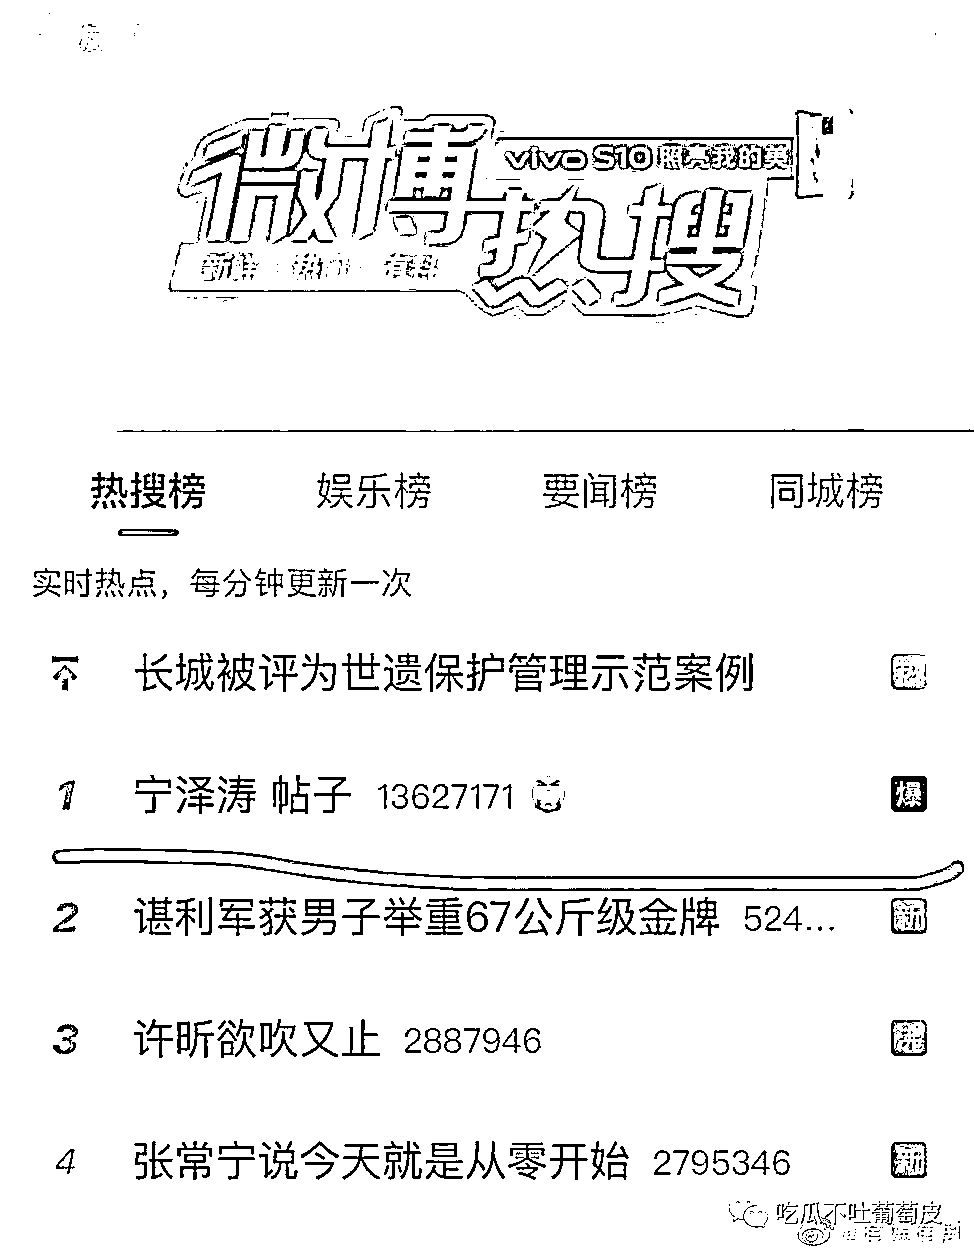 微博热搜
vivo S10 照亮我的美
新鲜 热门 有料
热搜榜 娱乐榜 要闻榜 同城榜
实时热点，每分钟更新一次
长城被评为世遗保护管理示范案例 热
1 宁泽涛 帖子 13627171 爆
2 谌利军获男子举重67公斤级金牌 524... 新
3 许昕欲吹又止 2887946
4 张常宁说今天就是从零开始 2795346 新
吃瓜不吐葡萄皮